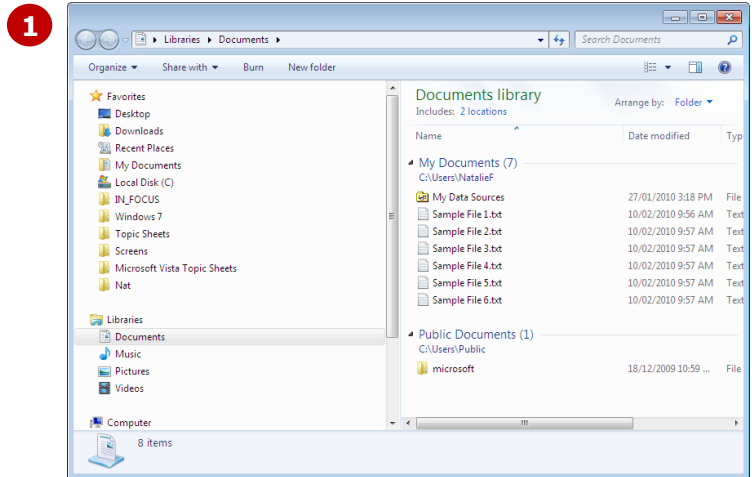 1
Libraries Documents
Search Documents
Organize Share with Burn New folder
Favorites
Desktop
Downloads
Recent Places
My Documents
Local Disk (C)
IN_FOCUS
Windows 7
Topic Sheets
Screens
Microsoft Vista Topic Sheets
Nat
Libraries
Documents
Music
Pictures
Videos
Computer
Documents library
Includes: 2 locations
Arrange by: Folder
Name Date modified Typ
My Documents (7)
C:\Users\NatalieF
My Data Sources 27/01/2010 3:18 PM File
Sample File 1.txt 10/02/2010 9:56 AM Text
Sample File 2.txt 10/02/2010 9:57 AM Text
Sample File 3.txt 10/02/2010 9:57 AM Text
Sample File 4.txt 10/02/2010 9:57 AM Text
Sample File 5.txt 10/02/2010 9:57 AM Text
Sample File 6.txt 10/02/2010 9:57 AM Text
Public Documents (1)
C:\Users\Public
microsoft 18/12/2009 10:59 ... File
8 items